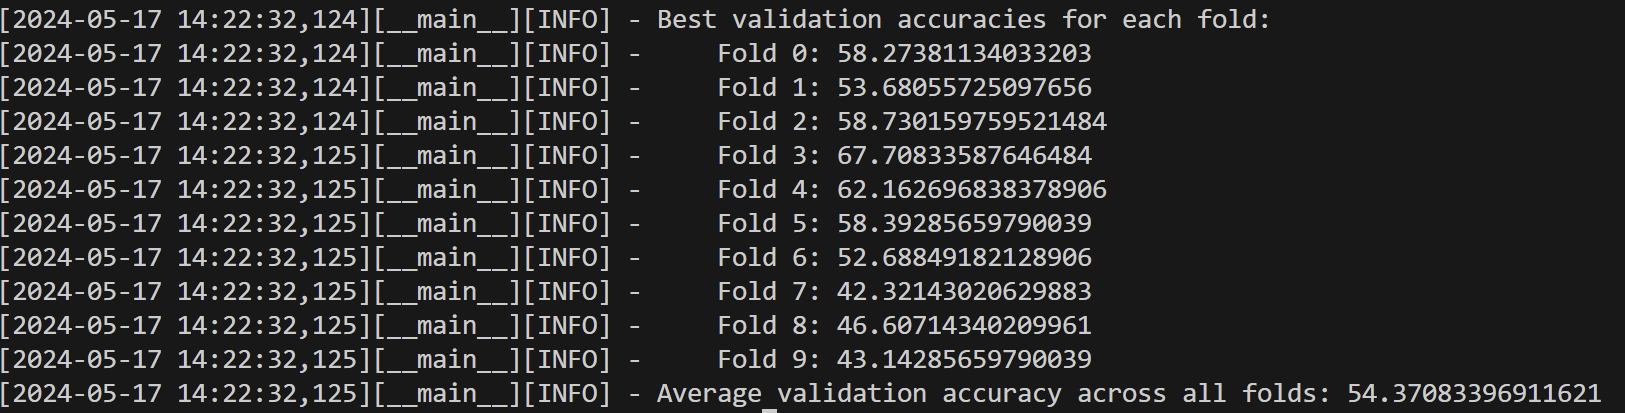 [2024-05-17 14:22:32,124][__main__][INFO] - Best validation accuracies for each fold:
[2024-05-17 14:22:32,124][__main__][INFO] -     Fold 0: 58.27381134033203
[2024-05-17 14:22:32,124][__main__][INFO] -     Fold 1: 53.68055725097656
[2024-05-17 14:22:32,124][__main__][INFO] -     Fold 2: 58.730159759521484
[2024-05-17 14:22:32,125][__main__][INFO] -     Fold 3: 67.70833587646484
[2024-05-17 14:22:32,125][__main__][INFO] -     Fold 4: 62.162696838378906
[2024-05-17 14:22:32,125][__main__][INFO] -     Fold 5: 58.39285659790039
[2024-05-17 14:22:32,125][__main__][INFO] -     Fold 6: 52.68849182128906
[2024-05-17 14:22:32,125][__main__][INFO] -     Fold 7: 42.32143020629883
[2024-05-17 14:22:32,125][__main__][INFO] -     Fold 8: 46.60714340209961
[2024-05-17 14:22:32,125][__main__][INFO] -     Fold 9: 43.14285659790039
[2024-05-17 14:22:32,125][__main__][INFO] - Average validation accuracy across all folds: 54.37083396911621